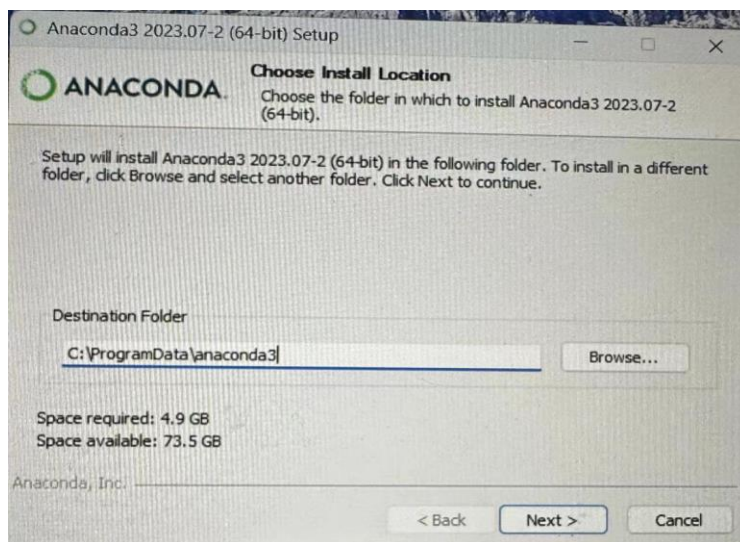 Anaconda3 2023.07-2 (64-bit) Setup
ANACONDA.
Choose Install Location
Choose the folder in which to install Anaconda3 2023.07-2
(64-bit).
Setup will install Anaconda3 2023.07-2 (64-bit) in the following folder. To install in a different
folder, click Browse and select another folder. Click Next to continue.
Destination Folder
C:\ProgramData\anaconda3
Browse...
Space required: 4.9 GB
Space available: 73.5 GB
Anaconda, Inc.
< Back
Next >
Cancel